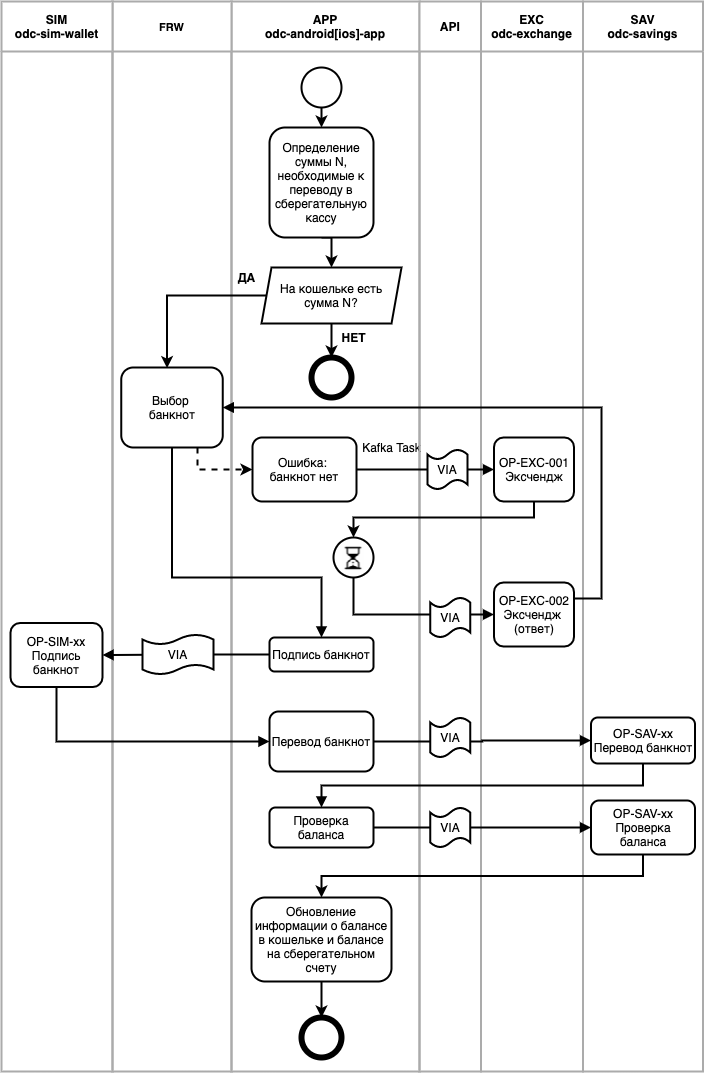 SIM
odc-sim-wallet
FRW
APP
odc-android[ios]-app
API
EXC
odc-exchange
SAV
odc-savings
Определение
суммы N,
необходимые к
переводу в
сберегательную
кассу
ДА
На кошельке есть
сумма N?
НЕТ
Выбор
банкнот
Ошибка:
банкнот нет
Kafka Task
VIA
OP-EXC-001
Эксчендж
VIA
OP-EXC-002
Эксчендж
(ответ)
OP-SIM-xx
Подпись
банкнот
VIA
Подпись банкнот
Перевод банкнот
VIA
OP-SAV-xx
Перевод банкнот
Проверка
баланса
VIA
OP-SAV-xx
Проверка
баланса
Обновление
информации о балансе
в кошельке и балансе
на сберегательном
счету